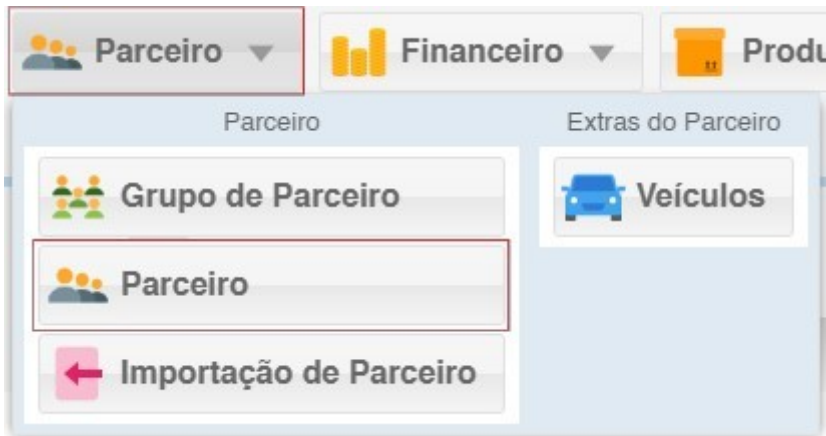 Parceiro Financeiro Produ
Parceiro Extras do Parceiro
Grupo de Parceiro Veículos
Parceiro
Importação de Parceiro